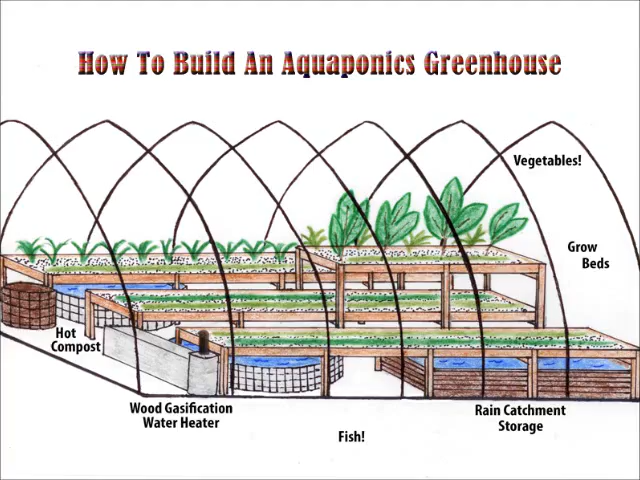 How To Build An Aquaponics Greenhouse
Vegetables!
Grow
Beds
Hot
Compost
Wood Gasification
Water Heater
Rain Catchment
Storage
Fish!